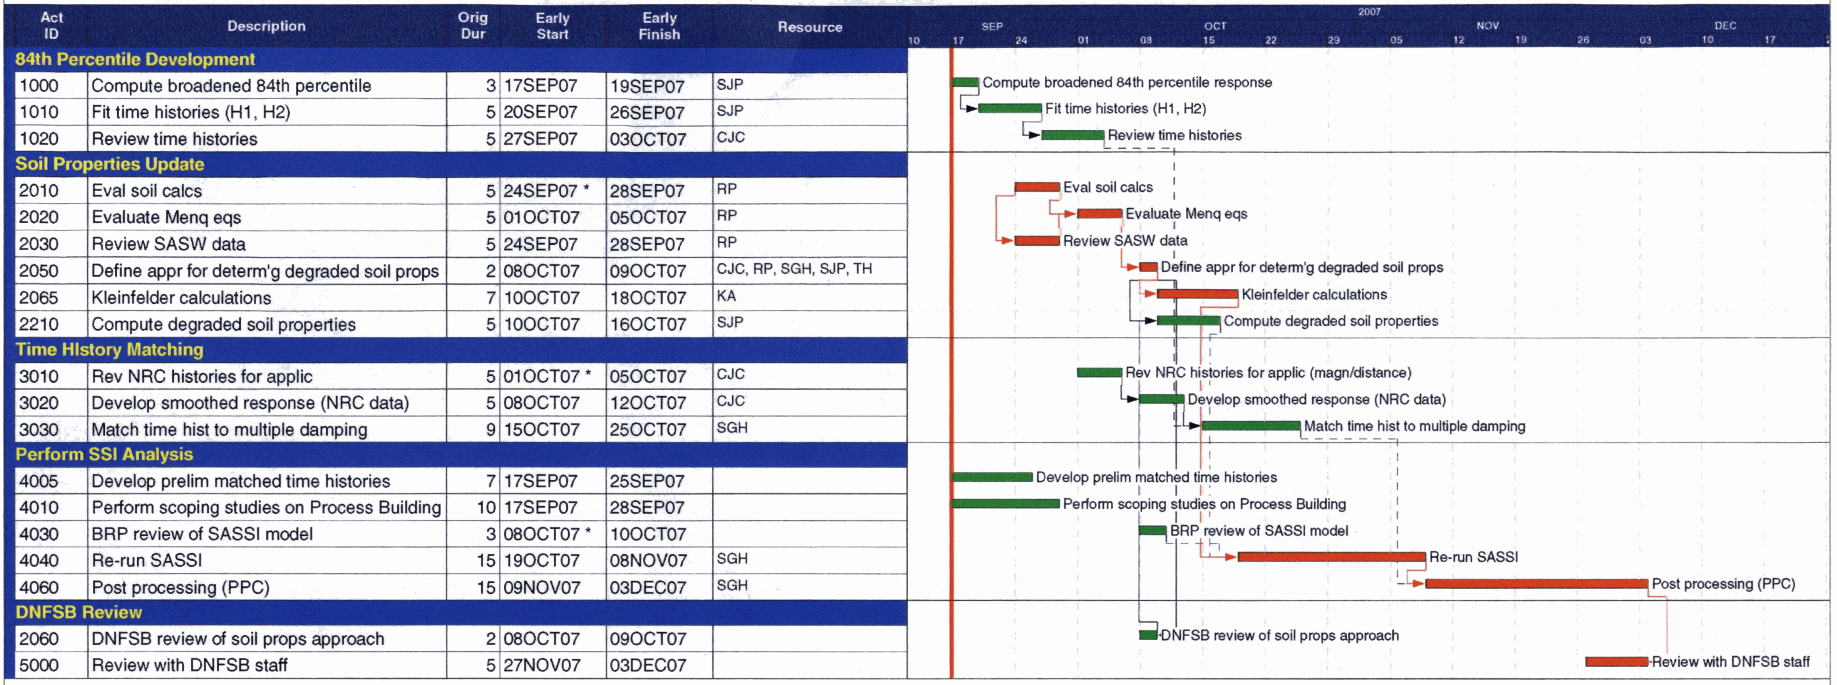 Act ID Description Orig Dur Early Start Early Finish Resource
2007
SEP OCT NOV DEC
10 17 24 01 08 15 22 29 05 12 19 26 03 10 17
84th Percentile Development
1000 Compute broadened 84th percentile 3 17SEP07 19SEP07 SJP Compute broadened 84th percentile response
1010 Fit time histories (H1, H2) 5 20SEP07 26SEP07 SJP Fit time histories (H1, H2)
1020 Review time histories 5 27SEP07 03OCT07 CJC Review time histories
Soil Properties Update
2010 Eval soil calcs 5 24SEP07 * 28SEP07 RP Eval soil calcs
2020 Evaluate Menq eqs 5 01OCT07 05OCT07 RP Evaluate Menq eqs
2030 Review SASW data 5 24SEP07 28SEP07 RP Review SASW data
2050 Define appr for determ'g degraded soil props 2 08OCT07 09OCT07 CJC, RP, SGH, SJP, TH Define appr for determ'g degraded soil props
2065 Kleinfelder calculations 7 10OCT07 18OCT07 KA Kleinfelder calculations
2210 Compute degraded soil properties 5 10OCT07 16OCT07 SJP Compute degraded soil properties
Time HIstory Matching
3010 Rev NRC histories for applic 5 01OCT07 * 05OCT07 CJC Rev NRC histories for applic (magn/distance)
3020 Develop smoothed response (NRC data) 5 08OCT07 12OCT07 CJC Develop smoothed response (NRC data)
3030 Match time hist to multiple damping 9 15OCT07 25OCT07 SGH Match time hist to multiple damping
Perform SSI Analysis
4005 Develop prelim matched time histories 7 17SEP07 25SEP07 Develop prelim matched time histories
4010 Perform scoping studies on Process Building 10 17SEP07 28SEP07 Perform scoping studies on Process Building
4030 BRP review of SASSI model 3 08OCT07 * 10OCT07 BRP review of SASSI model
4040 Re-run SASSI 15 19OCT07 08NOV07 SGH Re-run SASSI
4060 Post processing (PPC) 15 09NOV07 03DEC07 SGH Post processing (PPC)
DNFSB Review
2060 DNFSB review of soil props approach 2 08OCT07 09OCT07 DNFSB review of soil props approach
5000 Review with DNFSB staff 5 27NOV07 03DEC07 Review with DNFSB staff